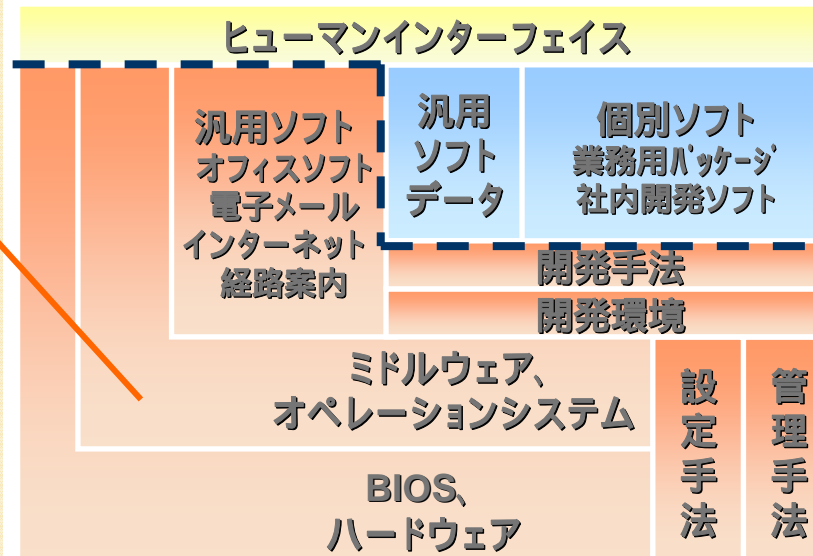 ヒューマンインターフェイス
汎用ソフト
オフィスソフト
電子メール
インターネット
経路案内
汎用
ソフト
データ
個別ソフト
業務用パッケージ
社内開発ソフト
開発手法
開発環境
ミドルウェア、
オペレーションシステム
設定手法
管理手法
BIOS、
ハードウェア